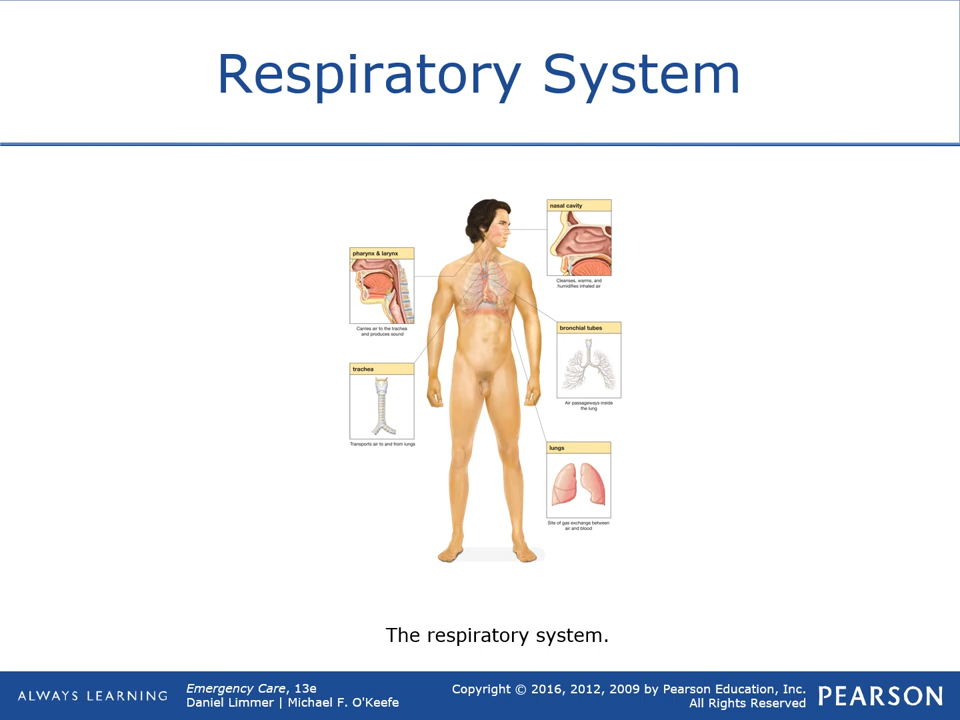 Respiratory System
nasal cavity
Cleanses, warms, and
humidifies inhaled air
pharynx & larynx
Carries air to the trachea
and produces sound
bronchial tubes
Air passageways inside
the lung
trachea
Transports air to and from lungs
lungs
Site of gas exchange between
air and blood
The respiratory system.
ALWAYS LEARNING
Emergency Care, 13e
Daniel Limmer | Michael F. O'Keefe
Copyright © 2016, 2012, 2009 by Pearson Education, Inc.
All Rights Reserved
PEARSON